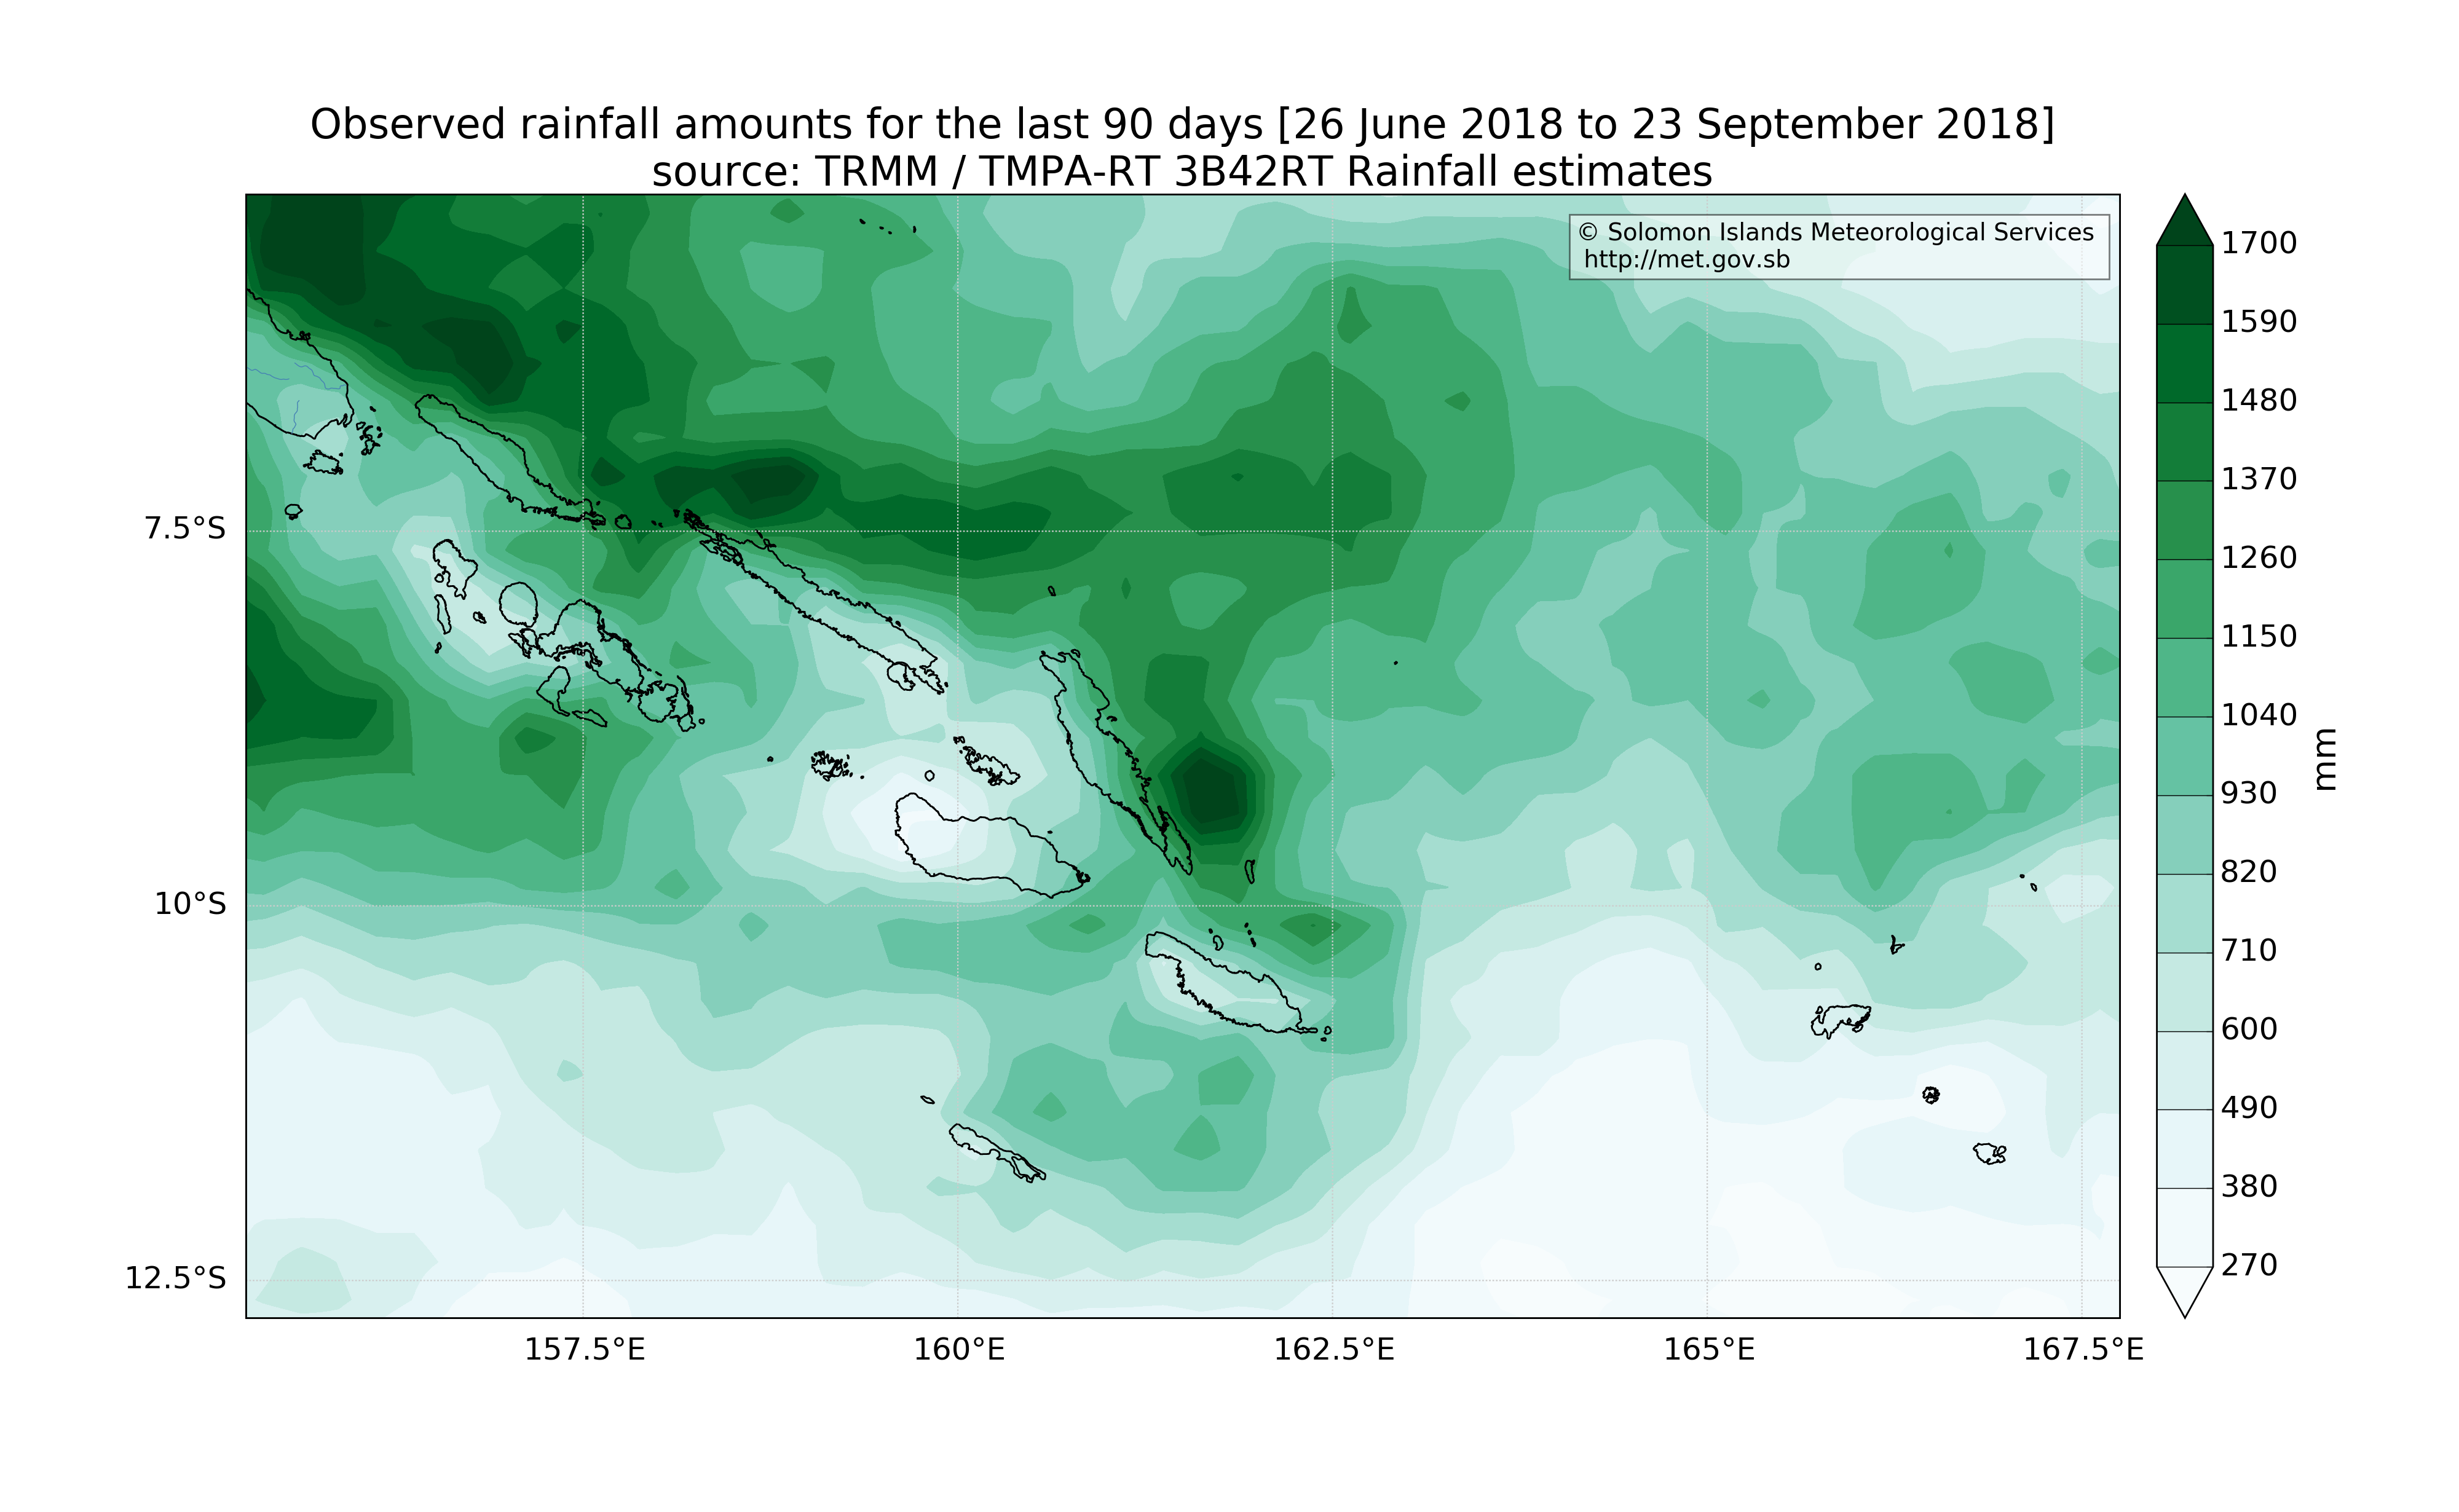 Observed rainfall amounts for the last 90 days [26 June 2018 to 23 September 2018]
source: TRMM / TMPA-RT 3B42RT Rainfall estimates
© Solomon Islands Meteorological Services
http://met.gov.sb
7.5°S
10°S
12.5°S
157.5°E
160°E
162.5°E
165°E
167.5°E
1700
1590
1480
1370
1260
1150
1040
930
820
710
600
490
380
270
mm